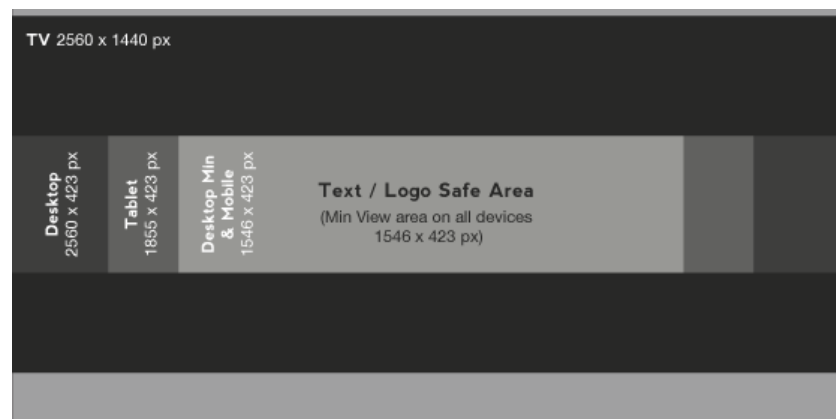 TV 2560 x 1440 px
Desktop
2560 x 423 px
Tablet
1855 x 423 px
Desktop Min
& Mobile
1546 x 423 px
Text / Logo Safe Area
(Min View area on all devices
1546 x 423 px)